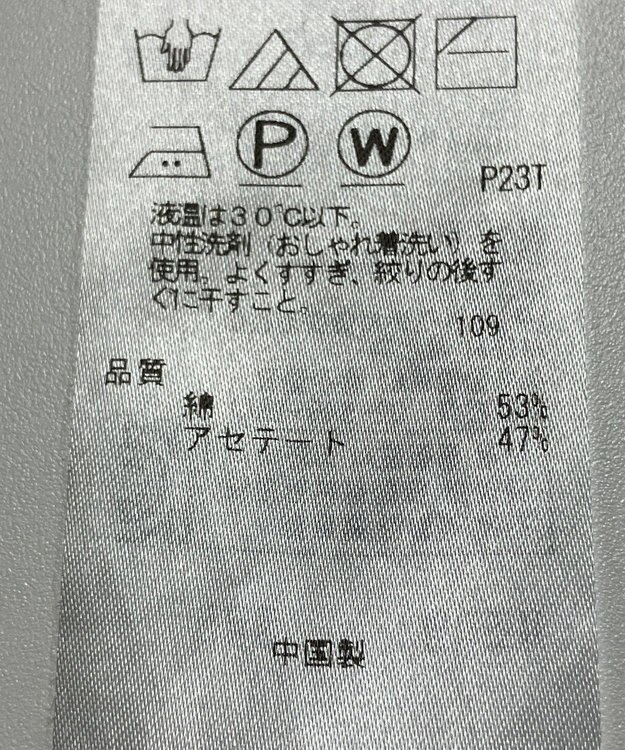 P W
P23T
液温は３０℃以下。
中性洗剤（おしゃれ着洗い）を
使用。よくすすぎ、絞りの後す
ぐに干すこと。
109
品質
綿 53%
アセテート 47%
中国製